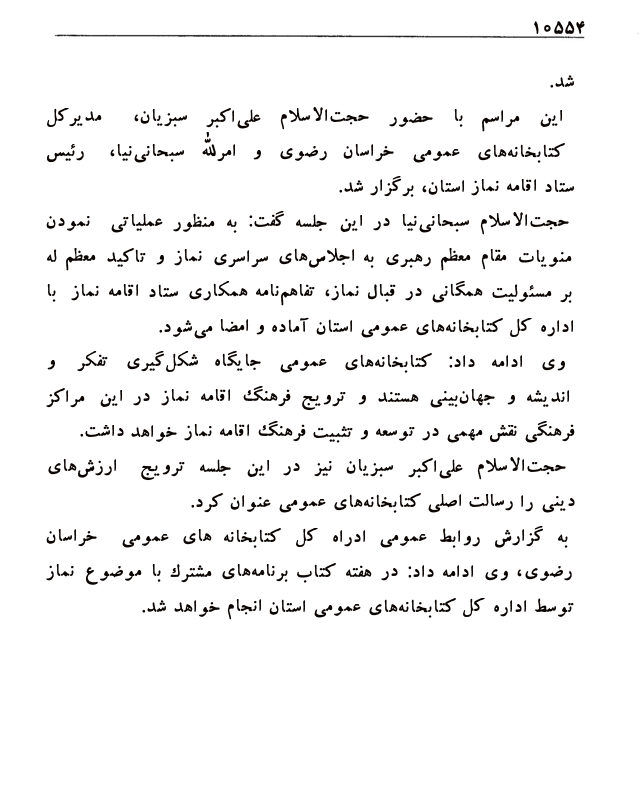 ۱۰۵۵۴
شد.
این مراسم با حضور حجت‌الاسلام علی‌اکبر سبزیان، مدیرکل
کتابخانه‌های عمومی خراسان رضوی و امرالله سبحانی‌نیا، رئیس
ستاد اقامه نماز استان، برگزار شد.
حجت‌الاسلام سبحانی‌نیا در این جلسه گفت: به منظور عملیاتی نمودن
منویات مقام معظم رهبری به اجلاس‌های سراسری نماز و تاکید معظم له
بر مسئولیت همگانی در قبال نماز، تفاهم‌نامه همکاری ستاد اقامه نماز با
اداره کل کتابخانه‌های عمومی استان آماده و امضا می‌شود.
وی ادامه داد: کتابخانه‌های عمومی جایگاه شکل‌گیری تفکر و
اندیشه و جهان‌بینی هستند و ترویج فرهنگ اقامه نماز در این مراکز
فرهنگی نقش مهمی در توسعه و تثبیت فرهنگ اقامه نماز خواهد داشت.
حجت‌الاسلام علی‌اکبر سبزیان نیز در این جلسه ترویج ارزش‌های
دینی را رسالت اصلی کتابخانه‌های عمومی عنوان کرد.
به گزارش روابط عمومی ادراه کل کتابخانه های عمومی خراسان
رضوی، وی ادامه داد: در هفته کتاب برنامه‌های مشترك با موضوع نماز
توسط اداره کل کتابخانه‌های عمومی استان انجام خواهد شد.